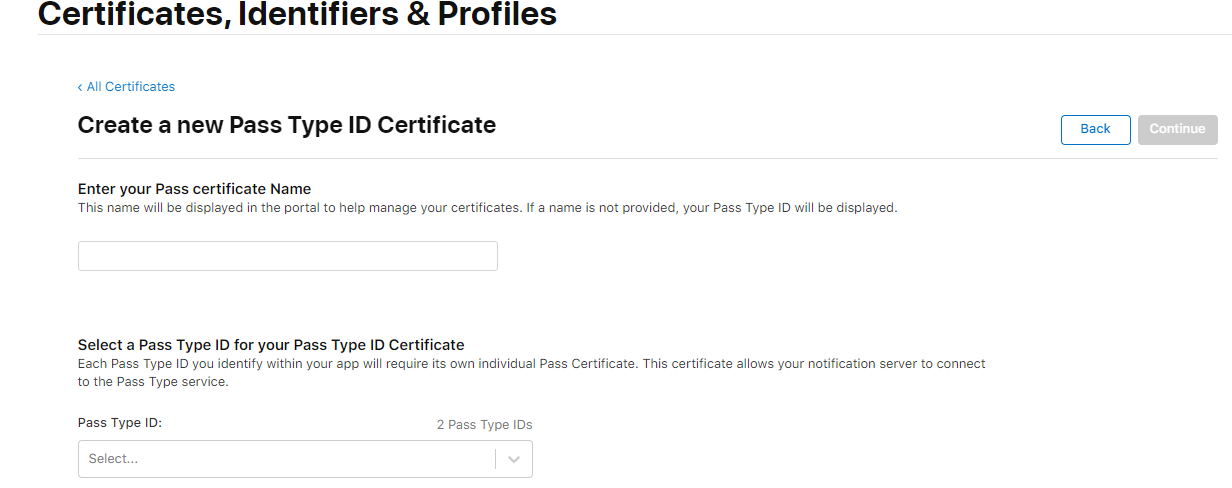 Certificates, Identifiers & Profiles
‹ All Certificates
Create a new Pass Type ID Certificate
Back
Continue
Enter your Pass certificate Name
This name will be displayed in the portal to help manage your certificates. If a name is not provided, your Pass Type ID will be displayed.
Select a Pass Type ID for your Pass Type ID Certificate
Each Pass Type ID you identify within your app will require its own individual Pass Certificate. This certificate allows your notification server to connect
to the Pass Type service.
Pass Type ID:
2 Pass Type IDs
Select...